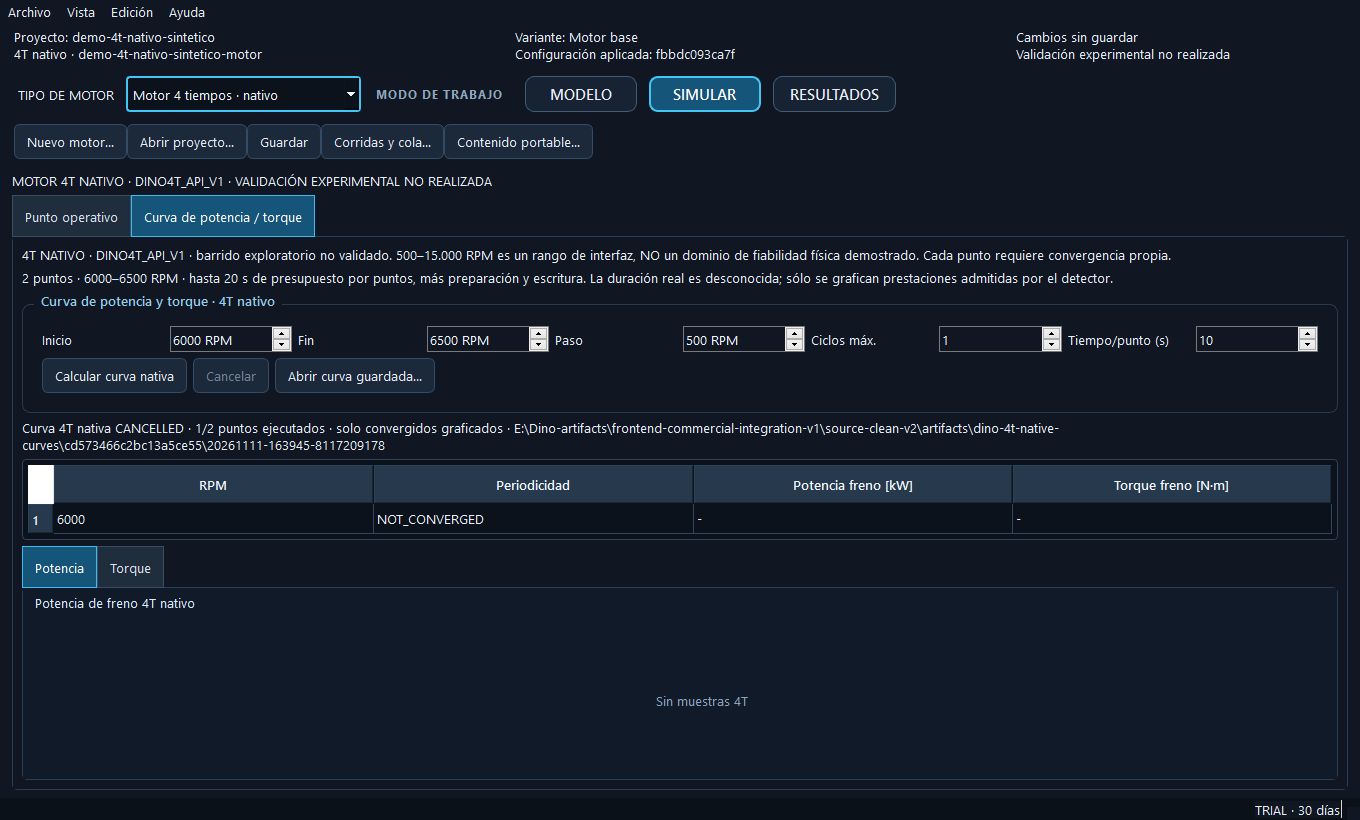 Archivo Vista Edición Ayuda
Proyecto: demo-4t-nativo-sintetico Variante: Motor base Cambios sin guardar
4T nativo · demo-4t-nativo-sintetico-motor Configuración aplicada: fbbdc093ca7f Validación experimental no realizada
TIPO DE MOTOR Motor 4 tiempos · nativo MODO DE TRABAJO MODELO SIMULAR RESULTADOS
Nuevo motor... Abrir proyecto... Guardar Corridas y cola... Contenido portable...
MOTOR 4T NATIVO · DINO4T_API_V1 · VALIDACIÓN EXPERIMENTAL NO REALIZADA
Punto operativo Curva de potencia / torque
4T NATIVO · DINO4T_API_V1 · barrido exploratorio no validado. 500–15.000 RPM es un rango de interfaz, NO un dominio de fiabilidad física demostrado. Cada punto requiere convergencia propia.
2 puntos · 6000–6500 RPM · hasta 20 s de presupuesto por puntos, más preparación y escritura. La duración real es desconocida; sólo se grafican prestaciones admitidas por el detector.
Curva de potencia y torque · 4T nativo
Inicio 6000 RPM Fin 6500 RPM Paso 500 RPM Ciclos máx. 1 Tiempo/punto (s) 10
Calcular curva nativa Cancelar Abrir curva guardada...
Curva 4T nativa CANCELLED · 1/2 puntos ejecutados · solo convergidos graficados · E:\Dino-artifacts\frontend-commercial-integration-v1\source-clean-v2\artifacts\dino-4t-native-
curves\cd573466c2bc13a5ce55\20261111-163945-8117209178
RPM Periodicidad Potencia freno [kW] Torque freno [N·m]
1 6000 NOT_CONVERGED - -
Potencia Torque
Potencia de freno 4T nativo
Sin muestras 4T
TRIAL · 30 días